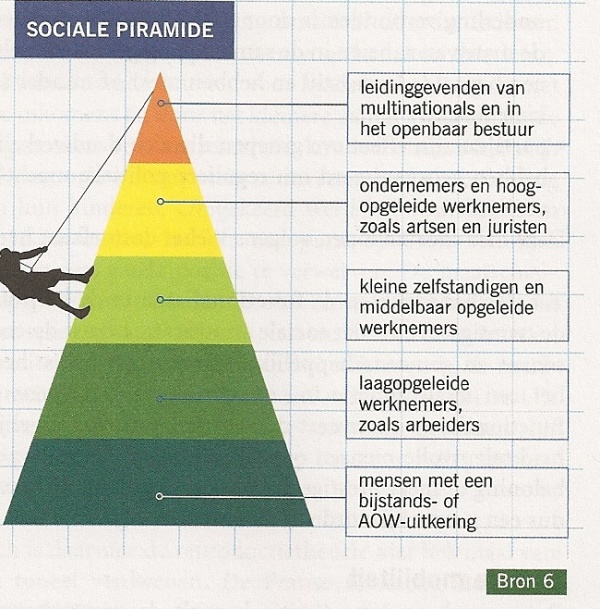 SOCIALE PIRAMIDE
leidinggevenden van
multinationals en in
het openbaar bestuur
ondernemers en hoog-
opgeleide werknemers,
zoals artsen en juristen
kleine zelfstandigen en
middelbaar opgeleide
werknemers
laagopgeleide
werknemers,
zoals arbeiders
mensen met een
bijstands- of
AOW-uitkering
Bron 6